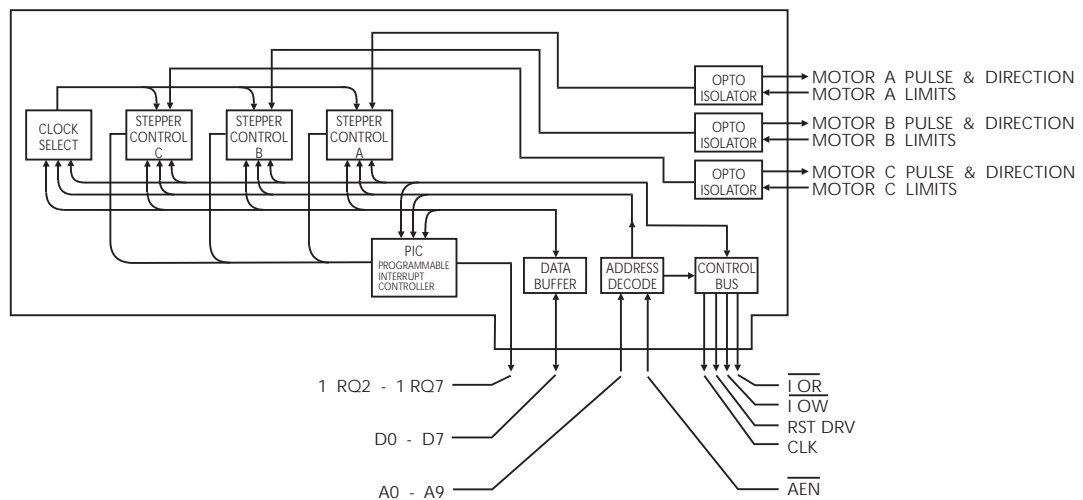 OPTO
ISOLATOR
MOTOR A PULSE & DIRECTION
MOTOR A LIMITS
CLOCK
SELECT
STEPPER
CONTROL
C
STEPPER
CONTROL
B
STEPPER
CONTROL
A
OPTO
ISOLATOR
MOTOR B PULSE & DIRECTION
MOTOR B LIMITS
OPTO
ISOLATOR
MOTOR C PULSE & DIRECTION
MOTOR C LIMITS
PIC
PROGRAMMABLE
INTERRUPT
CONTROLLER
DATA
BUFFER
ADDRESS
DECODE
CONTROL
BUS
1 RQ2 - 1 RQ7
D0 - D7
A0 - A9
I OR
I OW
RST DRV
CLK
AEN